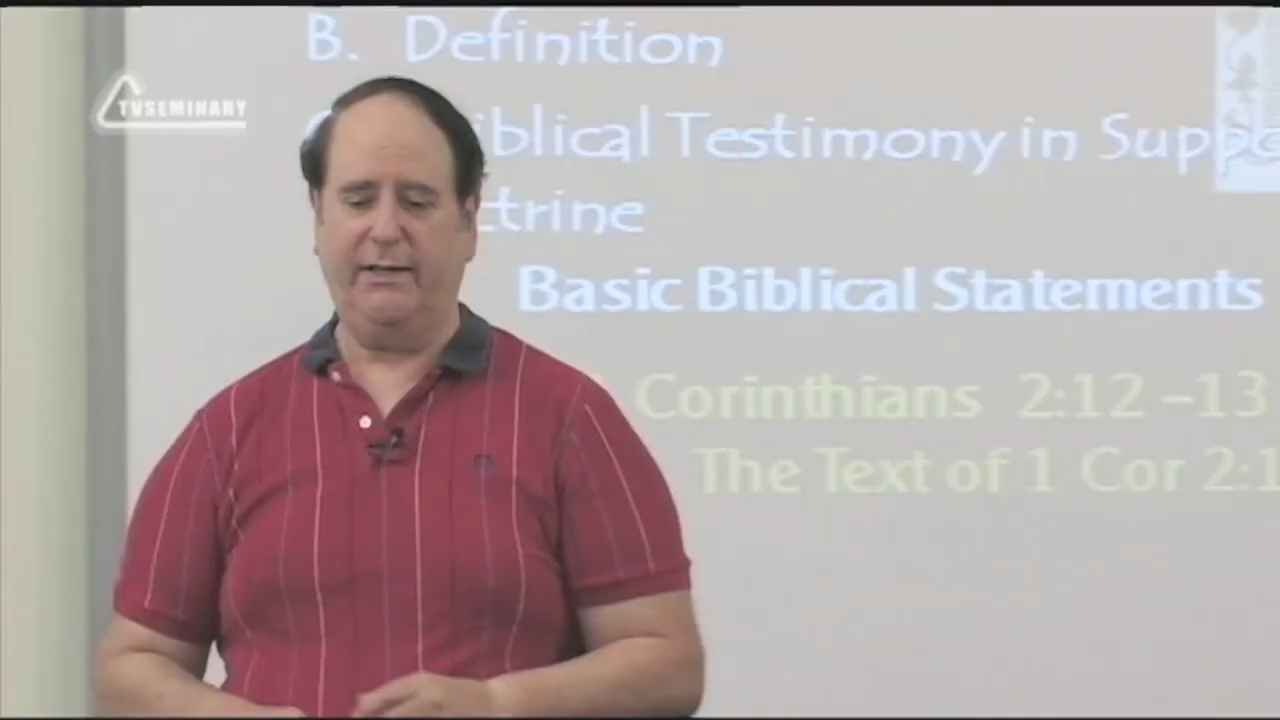 TVSEMINARY
B. Definition
Biblical Testimony in Suppo
ctrine
Basic Biblical Statements
Corinthians 2:12 –13
The Text of 1 Cor 2:1